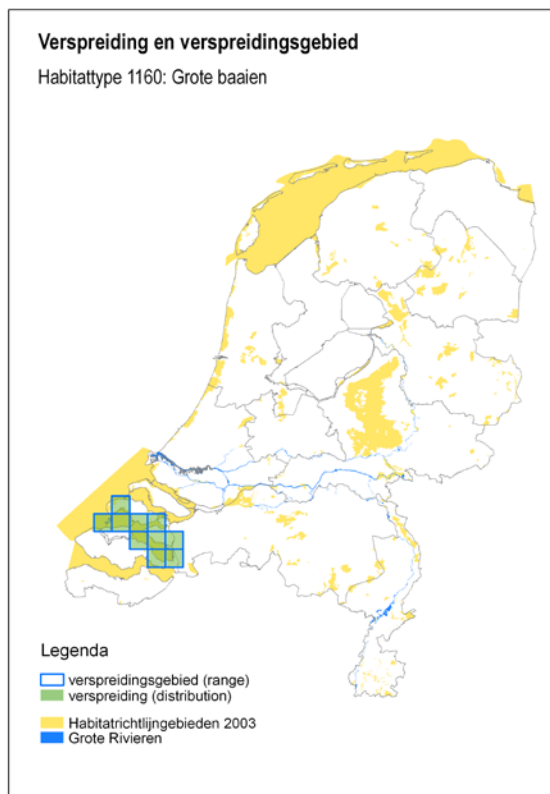 Verspreiding en verspreidingsgebied
Habitattype 1160: Grote baaien
Legenda
verspreidingsgebied (range)
verspreiding (distribution)
Habitatrichtlijngebieden 2003
Grote Rivieren